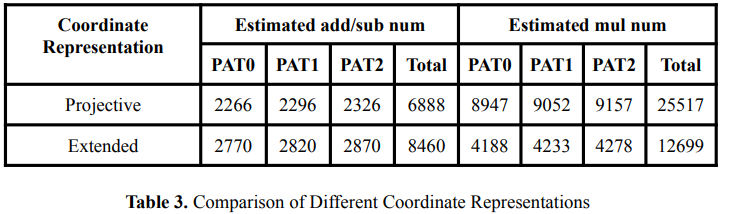 Coordinate Representation Estimated add/sub num Estimated mul num
PAT0 PAT1 PAT2 Total PAT0 PAT1 PAT2 Total
Projective 2266 2296 2326 6888 8947 9052 9157 25517
Extended 2770 2820 2870 8460 4188 4233 4278 12699
Table 3. Comparison of Different Coordinate Representations